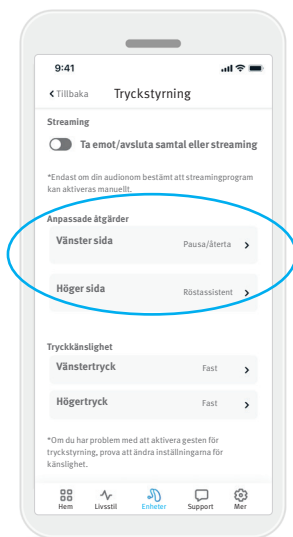 9:41
Tillbaka Tryckstyrning
Streaming
Ta emot/avsluta samtal eller streaming
*Endast om din audionom bestämt att streamingprogram
kan aktiveras manuellt.
Anpassade åtgärder
Vänster sida Pausa/återta
Höger sida Röstassistent
Tryckkänslighet
Vänstertryck Fast
Högertryck Fast
*Om du har problem med att aktivera gesten för
tryckstyrning, prova att ändra inställningarna för
känslighet.
Hem Livsstil Enheter Support Mer